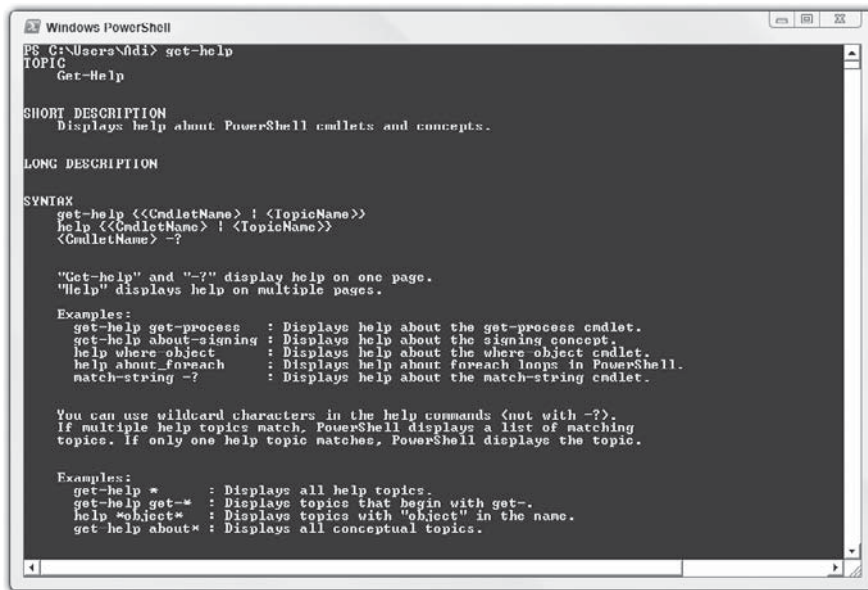 Windows PowerShell
PS C:\Users\Adi> get-help
TOPIC
Get-Help
SHORT DESCRIPTION
Displays help about PowerShell cmdlets and concepts.
LONG DESCRIPTION
SYNTAX
get-help {<CmdletName> | <TopicName>}
help {<CmdletName> | <TopicName>}
<CmdletName> -?
"Get-help" and "-?" display help on one page.
"Help" displays help on multiple pages.
Examples:
get-help get-process : Displays help about the get-process cmdlet.
get-help about-signing : Displays help about the signing concept.
help where-object : Displays help about the where-object cmdlet.
help about_foreach : Displays help about foreach loops in PowerShell.
match-string -? : Displays help about the match-string cmdlet.
You can use wildcard characters in the help commands (not with -?).
If multiple help topics match, PowerShell displays a list of matching
topics. If only one help topic matches, PowerShell displays the topic.
Examples:
get-help * : Displays all help topics.
get-help get-* : Displays topics that begin with get-.
help *object* : Displays topics with "object" in the name.
get-help about* : Displays all conceptual topics.